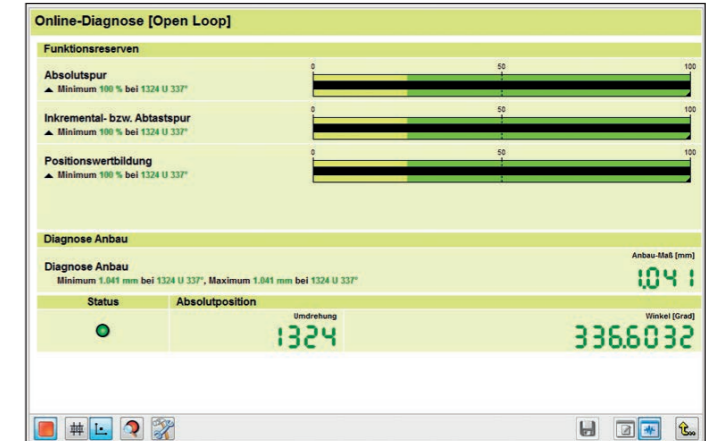 Online-Diagnose [Open Loop]
Funktionsreserven
Absolutspur
Minimum 100 % bei 1324 U 337°
0 50 100
Inkremental- bzw. Abtastspur
Minimum 100 % bei 1324 U 337°
0 50 100
Positionswertbildung
Minimum 100 % bei 1324 U 337°
0 50 100
Diagnose Anbau
Anbau-Maß [mm]
Diagnose Anbau
Minimum 1.041 mm bei 1324 U 337°, Maximum 1.041 mm bei 1324 U 337°
1,041
Status Absolutposition
Umdrehung Winkel [Grad]
1324 336.6032